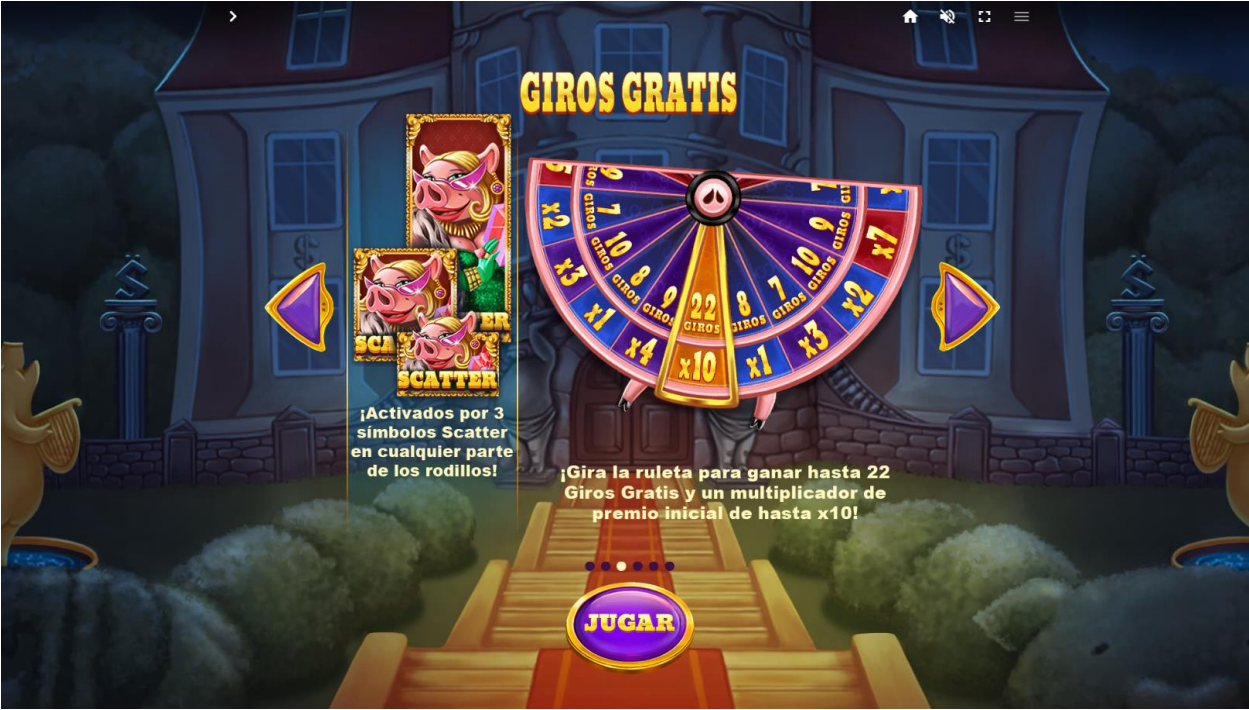 GIROS GRATIS
SCATTER
¡Activados por 3
símbolos Scatter
en cualquier parte
de los rodillos!
x2
x3
x1
x4
x10
x1
x3
x2
x7
7
GIROS
10
GIROS
8
GIROS
9
GIROS
22
GIROS
8
GIROS
7
GIROS
10
GIROS
9
GIROS
¡Gira la ruleta para ganar hasta 22
Giros Gratis y un multiplicador de
premio inicial de hasta x10!
JUGAR